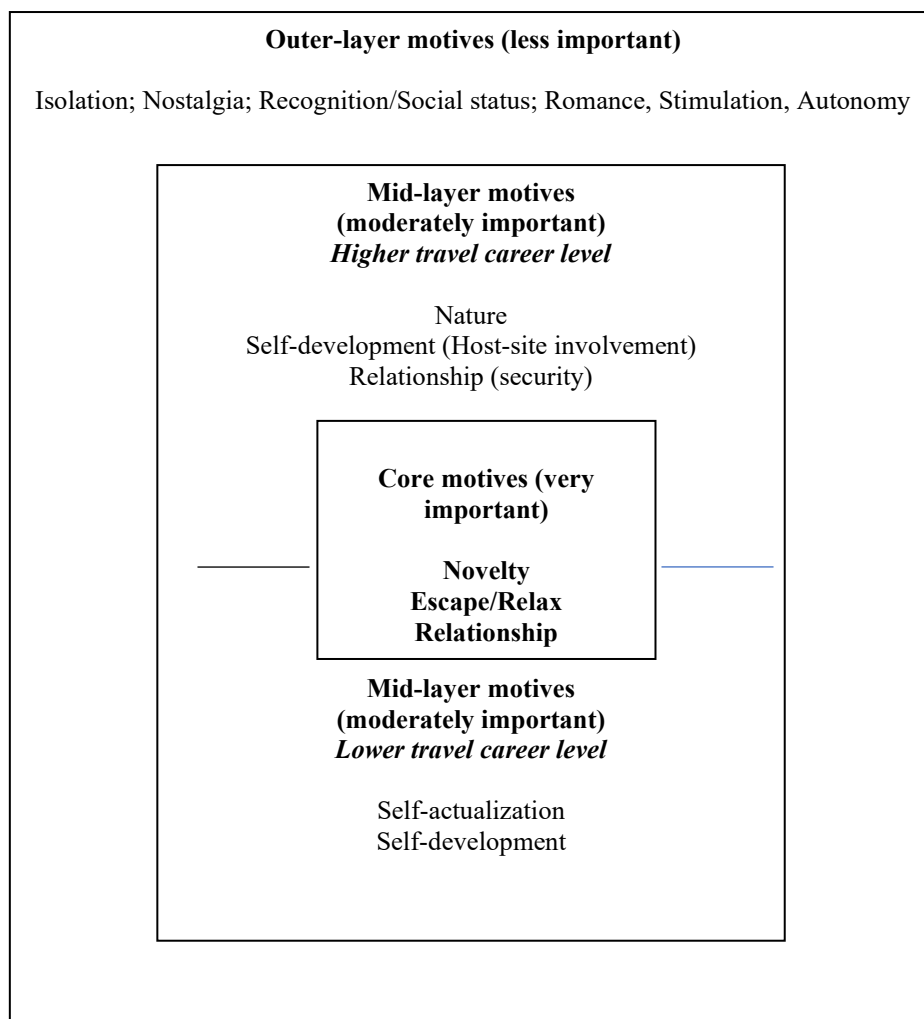 Outer-layer motives (less important)
Isolation; Nostalgia; Recognition/Social status; Romance, Stimulation, Autonomy
Mid-layer motives
(moderately important)
Higher travel career level
Nature
Self-development (Host-site involvement)
Relationship (security)
Core motives (very
important)
Novelty
Escape/Relax
Relationship
Mid-layer motives
(moderately important)
Lower travel career level
Self-actualization
Self-development